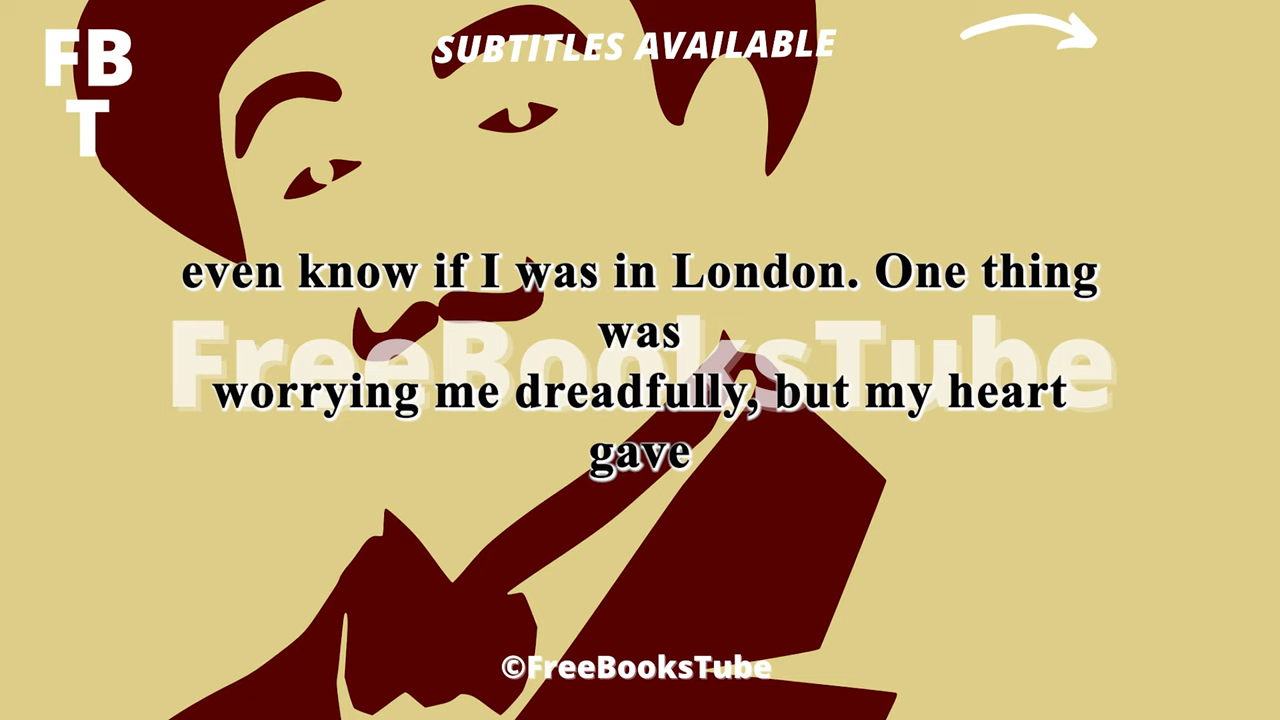 FB
T
SUBTITLES AVAILABLE
even know if I was in London. One thing
was
FreeBooksTube
worrying me dreadfully, but my heart
gave
©FreeBooksTube